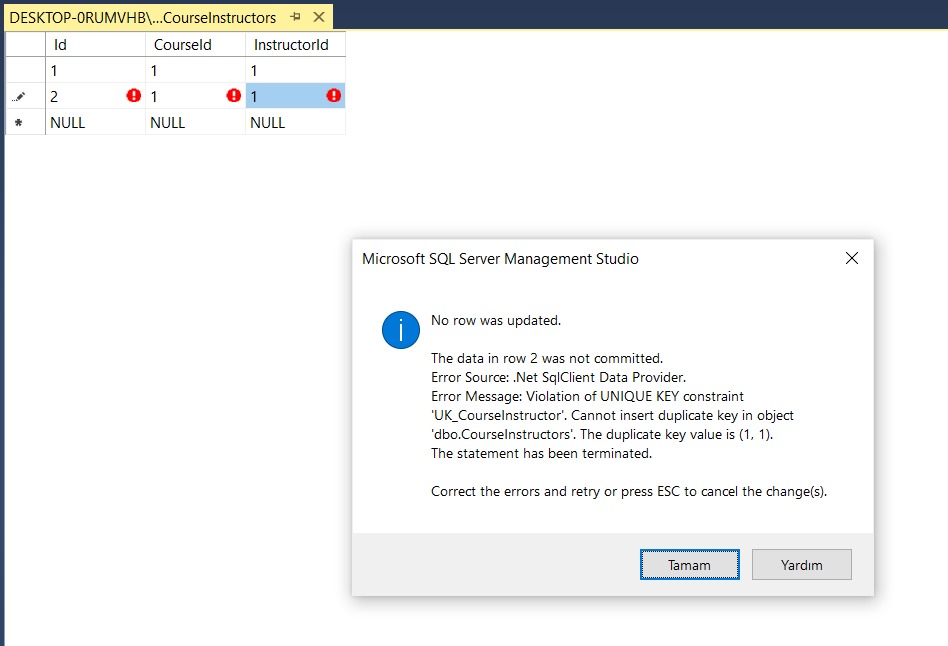 DESKTOP-0RUMVHB\...CourseInstructors
Id CourseId InstructorId
1 1 1
2 1 1
NULL NULL NULL
Microsoft SQL Server Management Studio
No row was updated.
The data in row 2 was not committed.
Error Source: .Net SqlClient Data Provider.
Error Message: Violation of UNIQUE KEY constraint
'UK_CourseInstructor'. Cannot insert duplicate key in object
'dbo.CourseInstructors'. The duplicate key value is (1, 1).
The statement has been terminated.
Correct the errors and retry or press ESC to cancel the change(s).
Tamam Yardım